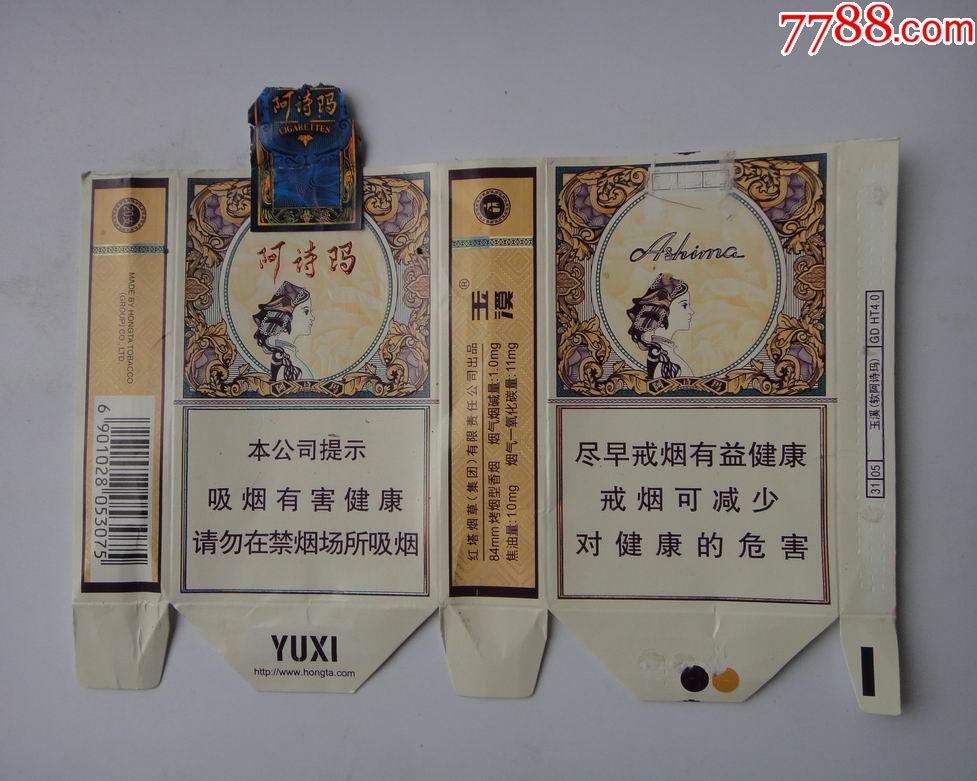 7788.com
阿诗玛
CIGARETTES
MADE BY HONGTA TOBACCO
(GROUP) CO., LTD
6 901028 053075
阿诗玛
阿诗玛
本公司提示
吸烟有害健康
请勿在禁烟场所吸烟
YUXI
http://www.hongta.com
玉溪®
红塔烟草(集团)有限责任公司出品
84mm 烤烟型香烟 烟气烟碱量:1.0mg
焦油量:10mg 烟气一氧化碳量:11mg
Ashima
阿诗玛
尽早戒烟有益健康
戒烟可减少
对健康的危害
31 05 玉溪(软阿诗玛) GD HT4.0